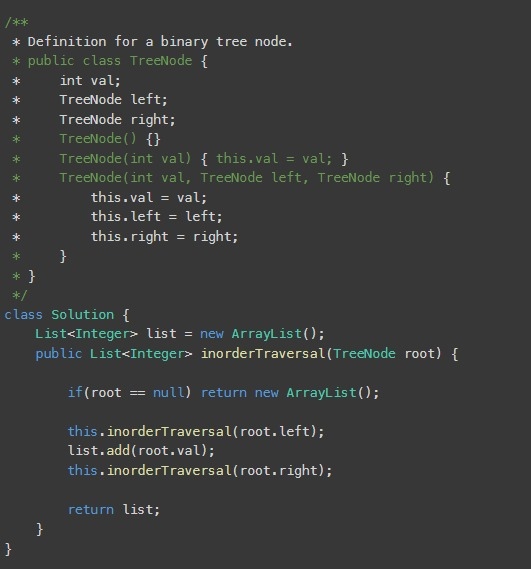 /**
 * Definition for a binary tree node.
 * public class TreeNode {
 *     int val;
 *     TreeNode left;
 *     TreeNode right;
 *     TreeNode() {}
 *     TreeNode(int val) { this.val = val; }
 *     TreeNode(int val, TreeNode left, TreeNode right) {
 *         this.val = val;
 *         this.left = left;
 *         this.right = right;
 *     }
 * }
 */
class Solution {
    List<Integer> list = new ArrayList();
    public List<Integer> inorderTraversal(TreeNode root) {
        if(root == null) return new ArrayList();
        this.inorderTraversal(root.left);
        list.add(root.val);
        this.inorderTraversal(root.right);
        return list;
    }
}